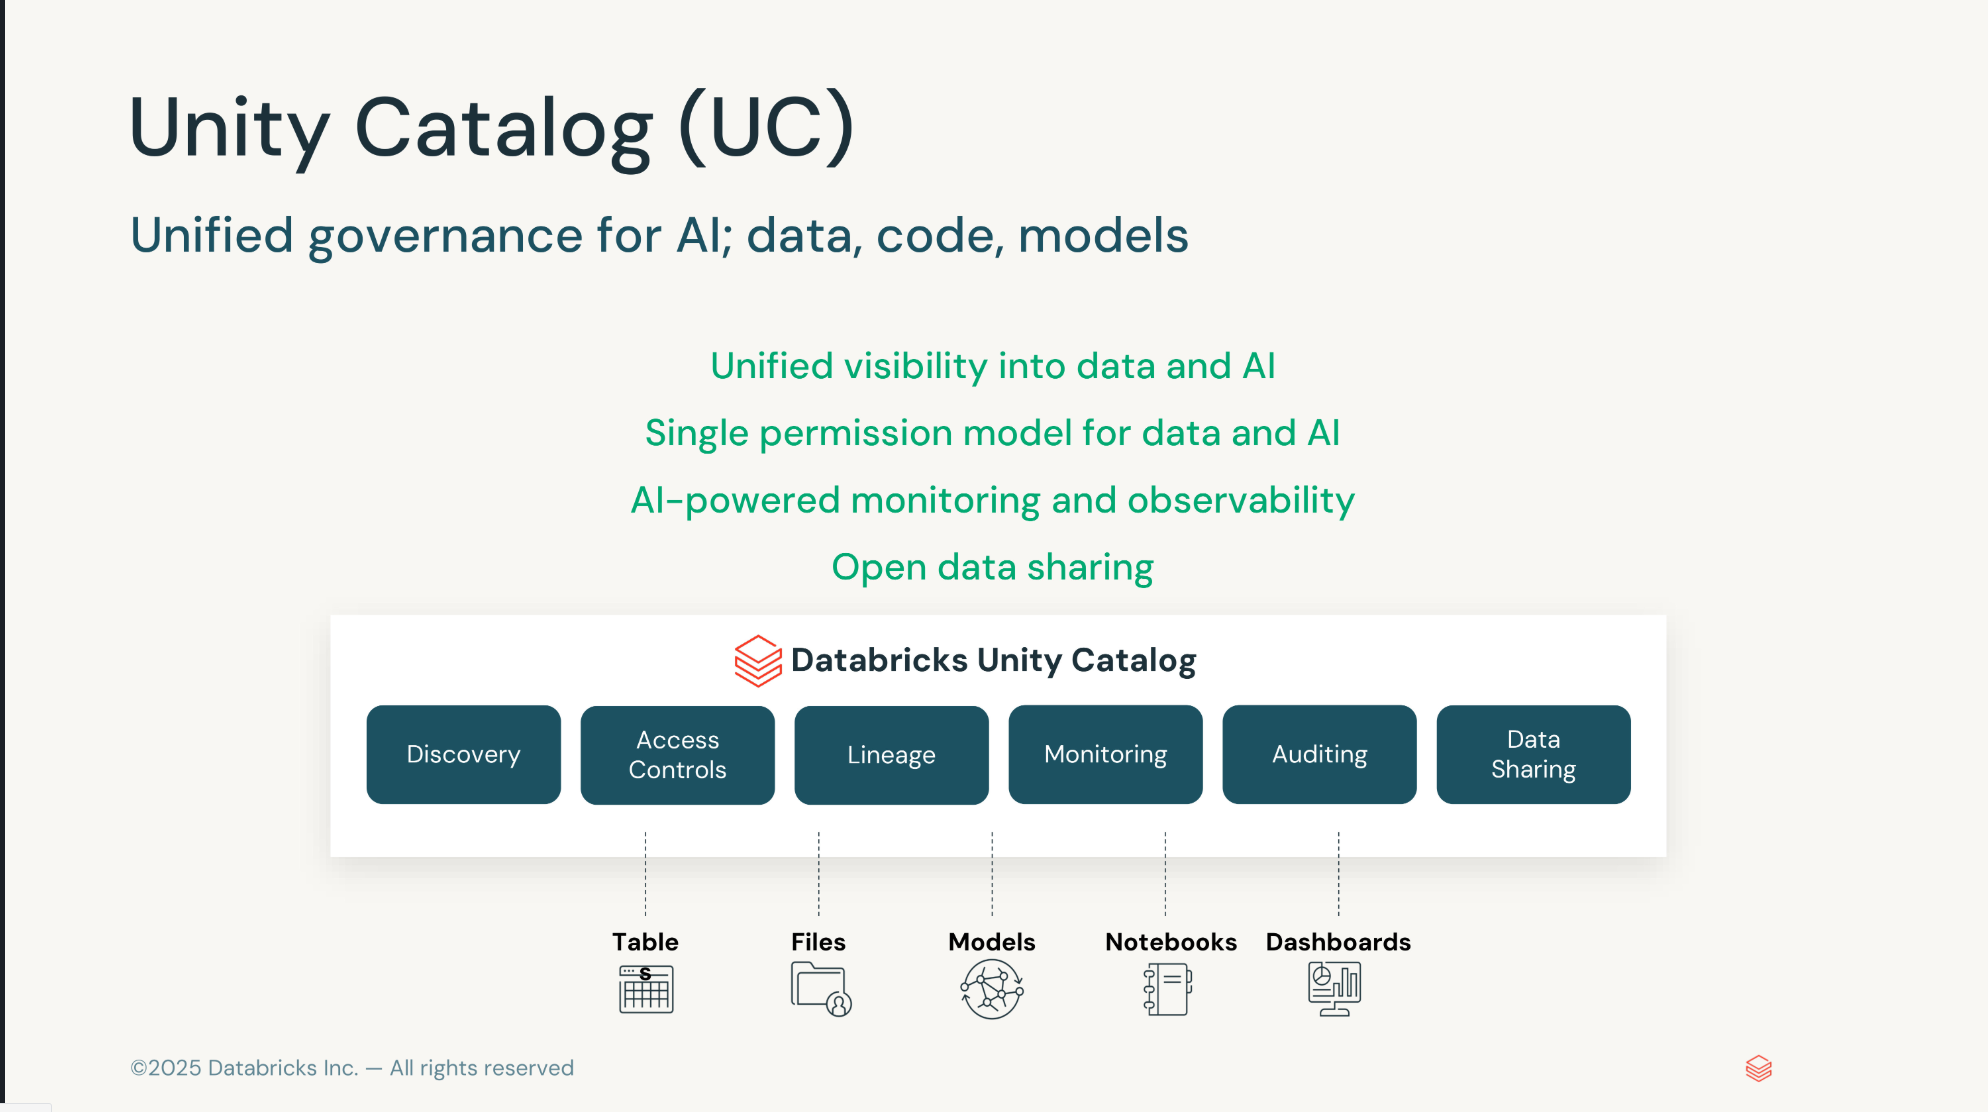 Unity Catalog (UC)
Unified governance for AI; data, code, models
Unified visibility into data and AI
Single permission model for data and AI
AI-powered monitoring and observability
Open data sharing
Databricks Unity Catalog
Discovery
Access
Controls
Lineage
Monitoring
Auditing
Data
Sharing
Table
s
Files
Models
Notebooks
Dashboards
©2025 Databricks Inc. — All rights reserved